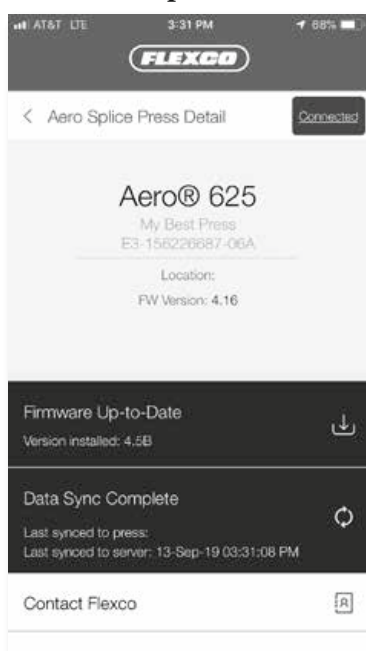 AT&T LTE 3:31 PM 68%
FLEXCO
< Aero Splice Press Detail Connected
Aero® 625
My Best Press
E3-156226687-06A
Location:
FW Version: 4.16
Firmware Up-to-Date
Version installed: 4.5B
Data Sync Complete
Last synced to press:
Last synced to server: 13-Sep-19 03:31:08 PM
Contact Flexco